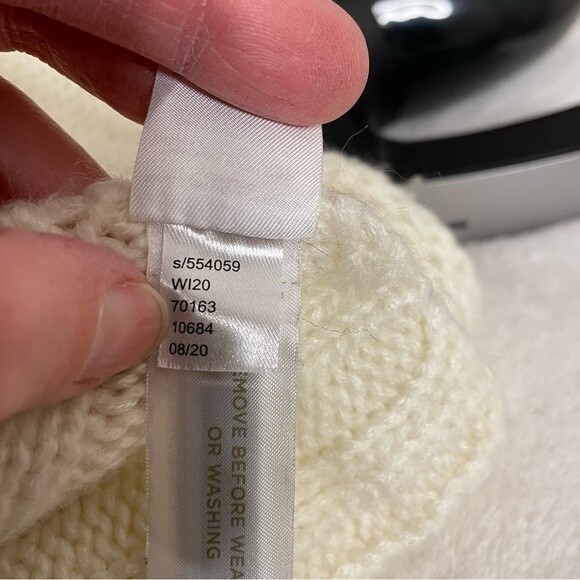 s/554059
WI20
70163
10684
08/20
MOVE BEFORE WEA
OR WASHING